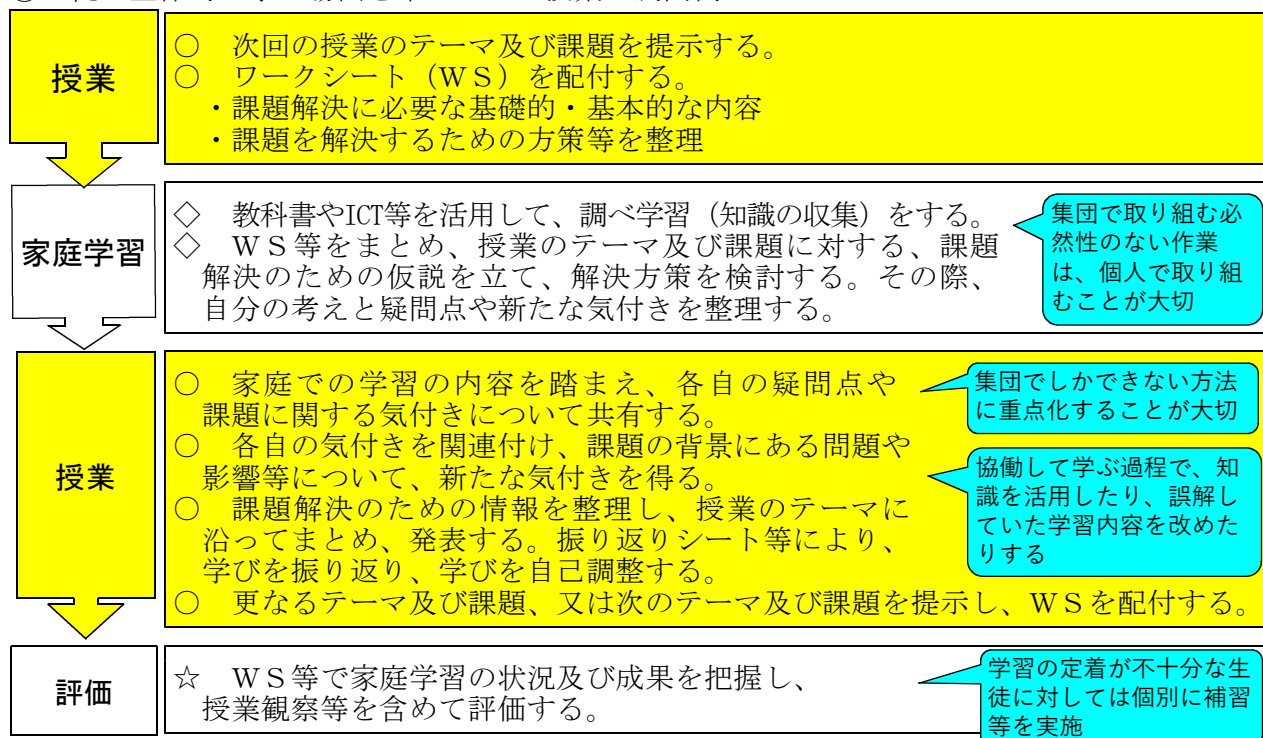 授業
○　次回の授業のテーマ及び課題を提示する。
○　ワークシート（ＷＳ）を配付する。
・課題解決に必要な基礎的・基本的な内容
・課題を解決するための方策等を整理
家庭学習
◇　教科書やICT等を活用して、調べ学習（知識の収集）をする。
◇　ＷＳ等をまとめ、授業のテーマ及び課題に対する、課題
解決のための仮説を立て、解決方策を検討する。その際、
自分の考えと疑問点や新たな気付きを整理する。
集団で取り組む必
然性のない作業
は、個人で取り組
むことが大切
授業
○　家庭での学習の内容を踏まえ、各自の疑問点や
課題に関する気付きについて共有する。
○　各自の気付きを関連付け、課題の背景にある問題や
影響等について、新たな気付きを得る。
○　課題解決のための情報を整理し、授業のテーマに
沿ってまとめ、発表する。振り返りシート等により、
学びを振り返り、学びを自己調整する。
○　更なるテーマ及び課題、又は次のテーマ及び課題を提示し、ＷＳを配付する。
集団でしかできない方法
に重点化することが大切
協働して学ぶ過程で、知
識を活用したり、誤解し
ていた学習内容を改めた
りする
評価
☆　ＷＳ等で家庭学習の状況及び成果を把握し、
授業観察等を含めて評価する。
学習の定着が不十分な生
徒に対しては個別に補習
等を実施